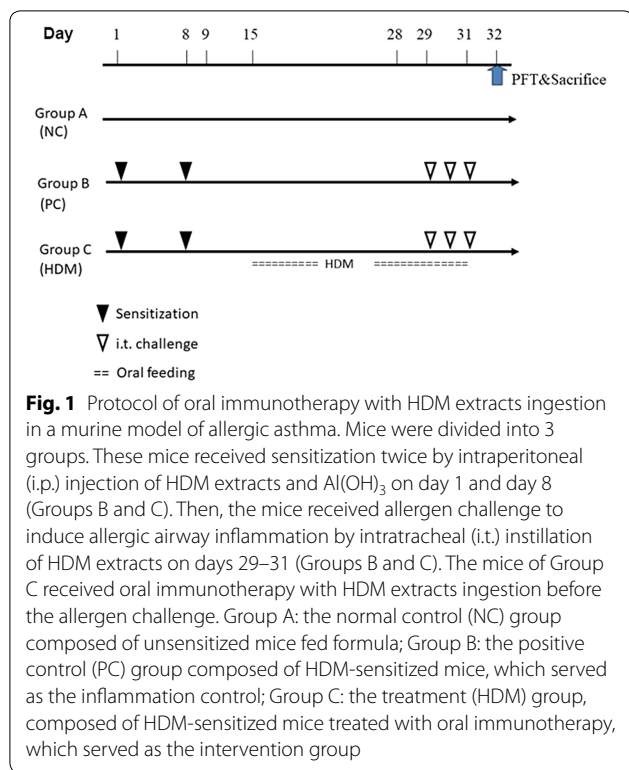 Day 1 8 9 15 28 29 31 32
PFT&Sacrifice
Group A
(NC)
Group B
(PC)
Group C
(HDM)
========== HDM ==============
Sensitization
i.t. challenge
== Oral feeding
Fig. 1 Protocol of oral immunotherapy with HDM extracts ingestion
in a murine model of allergic asthma. Mice were divided into 3
groups. These mice received sensitization twice by intraperitoneal
(i.p.) injection of HDM extracts and Al(OH)3 on day 1 and day 8
(Groups B and C). Then, the mice received allergen challenge to
induce allergic airway inflammation by intratracheal (i.t.) instillation
of HDM extracts on days 29–31 (Groups B and C). The mice of Group
C received oral immunotherapy with HDM extracts ingestion before
the allergen challenge. Group A: the normal control (NC) group
composed of unsensitized mice fed formula; Group B: the positive
control (PC) group composed of HDM-sensitized mice, which served
as the inflammation control; Group C: the treatment (HDM) group,
composed of HDM-sensitized mice treated with oral immunotherapy,
which served as the intervention group